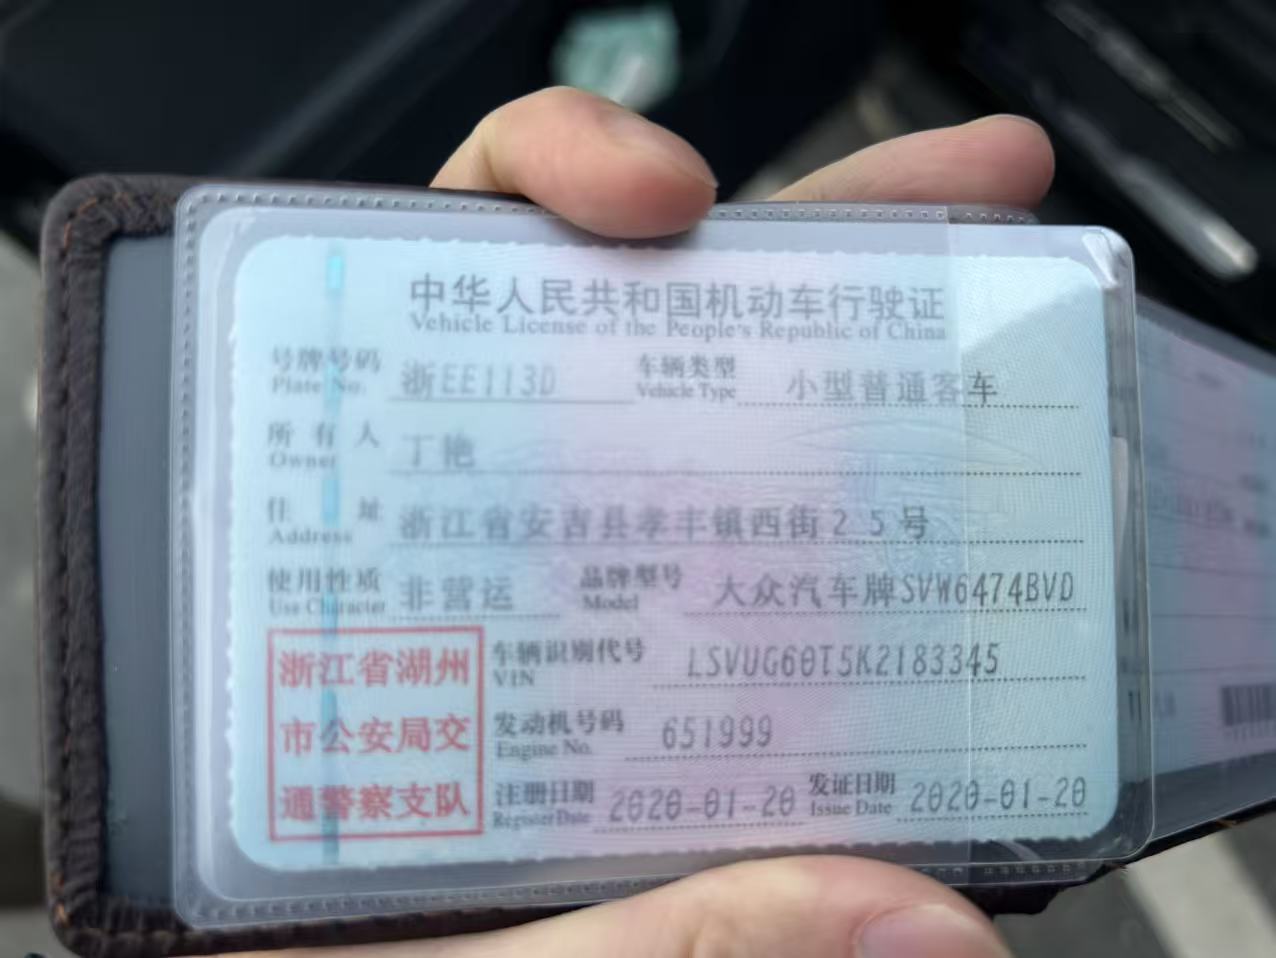 中华人民共和国机动车行驶证
Vehicle License of the People's Republic of China
号牌号码 浙EE113D 车辆类型 小型普通客车
Plate No. Vehicle Type
所有人 丁艳
Owner
住址 浙江省安吉县孝丰镇西街25号
Address
使用性质 非营运 品牌型号 大众汽车牌SVW6474BVD
Use Character Model
浙江省湖州
市公安局交
通警察支队
车辆识别代号 LSVUG60T5K2183345
VIN
发动机号码 651999
Engine No.
注册日期 2020-01-20 发证日期 2020-01-20
Register Date Issue Date